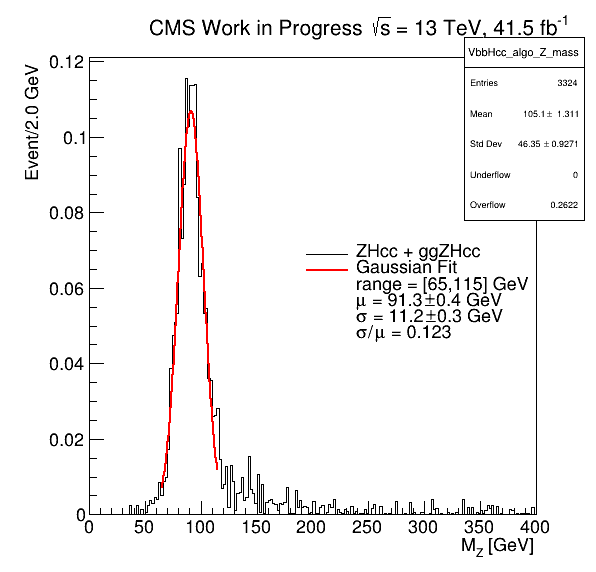 CMS Work in Progress √s = 13 TeV, 41.5 fb⁻¹
VbbHcc_algo_Z_mass
Entries 3324
Mean 105.1 ± 1.311
Std Dev 46.35 ± 0.9271
Underflow 0
Overflow 0.2622
Event/2.0 GeV
0.12
0.1
0.08
0.06
0.04
0.02
0
ZHcc + ggZHcc
Gaussian Fit
range = [65,115] GeV
μ = 91.3±0.4 GeV
σ = 11.2±0.3 GeV
σ/μ = 0.123
0 50 100 150 200 250 300 350 400
M_Z [GeV]